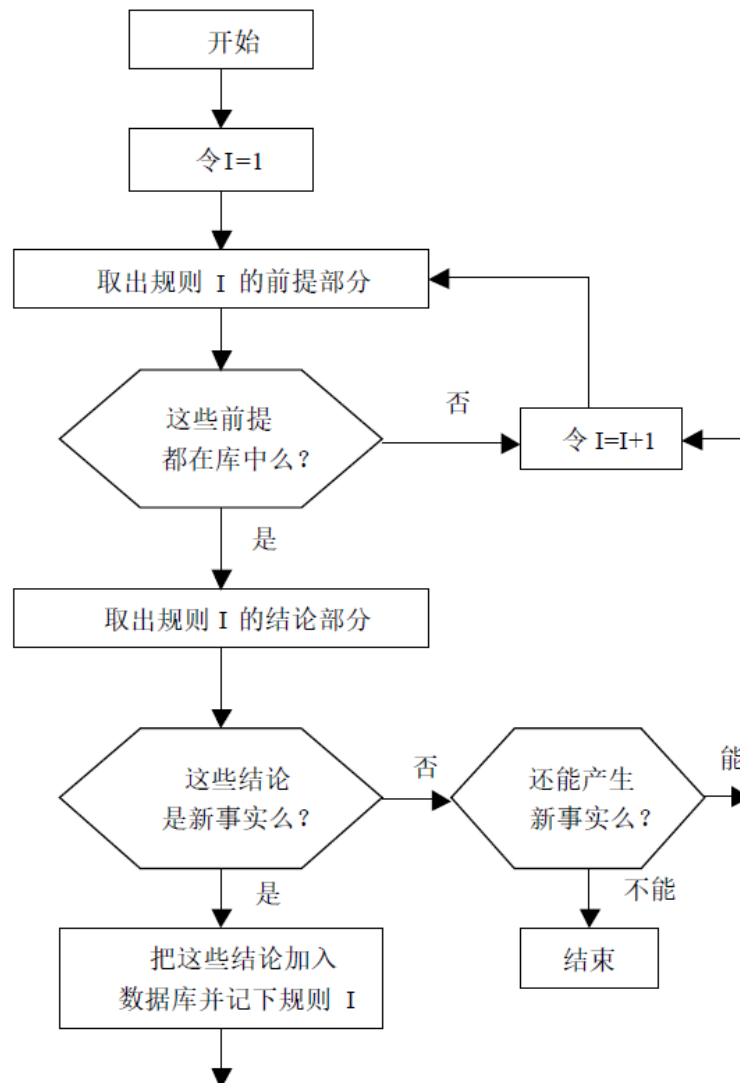 开始
令I=1
取出规则 I 的前提部分
这些前提
都在库中么？
否
令 I=I+1
是
取出规则 I 的结论部分
这些结论
是新事实么？
否
还能产生
新事实么？
能
是
不能
把这些结论加入
数据库并记下规则 I
结束